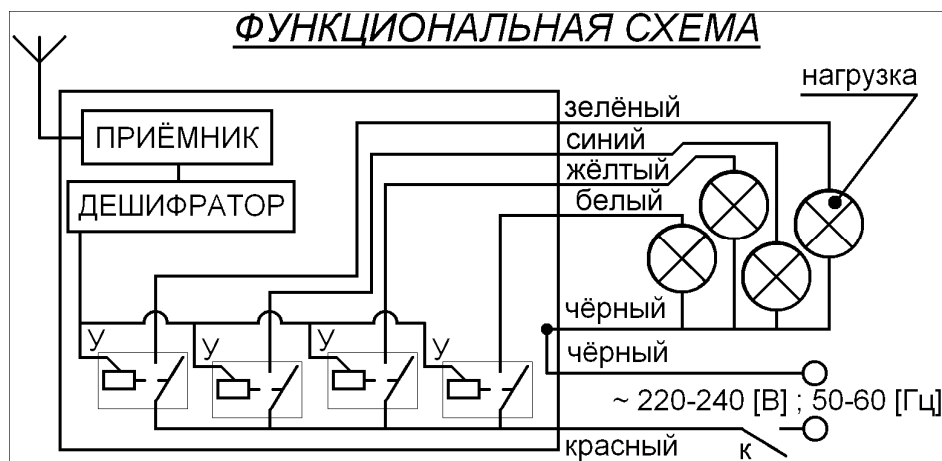 ФУНКЦИОНАЛЬНАЯ СХЕМА
нагрузка
зелёный
ПРИЁМНИК
синий
жёлтый
ДЕШИФРАТОР
белый
чёрный
У
У
У
У
чёрный
~ 220-240 [В] ; 50-60 [Гц]
красный
к